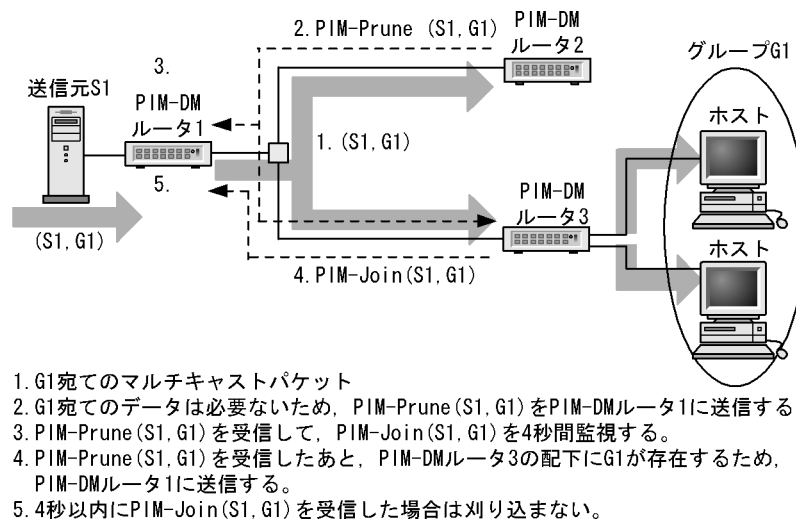 2.PIM-Prune (S1,G1)
PIM-DM
ルータ2
グループG1
3.
送信元S1
PIM-DM
ルータ1
ホスト
1.(S1,G1)
5.
PIM-DM
ルータ3
(S1,G1)
ホスト
4.PIM-Join(S1,G1)
1.G1宛てのマルチキャストパケット
2.G1宛てのデータは必要ないため，PIM-Prune(S1,G1)をPIM-DMルータ1に送信する
3.PIM-Prune(S1,G1)を受信して，PIM-Join(S1,G1)を4秒間監視する。
4.PIM-Prune(S1,G1)を受信したあと，PIM-DMルータ3の配下にG1が存在するため，
PIM-DMルータ1に送信する。
5.4秒以内にPIM-Join(S1,G1)を受信した場合は刈り込まない。